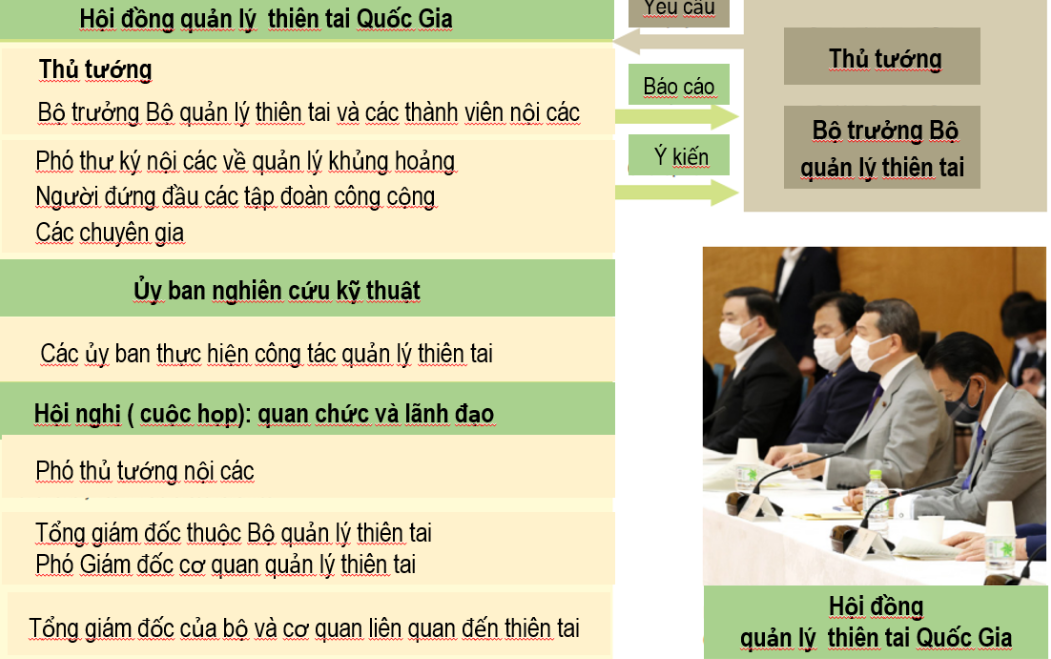 Hội đồng quản lý thiên tai Quốc Gia
Thủ tướng
Bộ trưởng Bộ quản lý thiên tai và các thành viên nội các
Phó thư ký nội các về quản lý khủng hoảng
Người đứng đầu các tập đoàn công cộng
Các chuyên gia
Ủy ban nghiên cứu kỹ thuật
Các ủy ban thực hiện công tác quản lý thiên tai
Hội nghị ( cuộc họp): quan chức và lãnh đạo
Phó thủ tướng nội các
Tổng giám đốc thuộc Bộ quản lý thiên tai
Phó Giám đốc cơ quan quản lý thiên tai
Tổng giám đốc của bộ và cơ quan liên quan đến thiên tai
Yêu cầu
Báo cáo
Ý kiến
Thủ tướng
Bộ trưởng Bộ
quản lý thiên tai
Hội đồng
quản lý thiên tai Quốc Gia